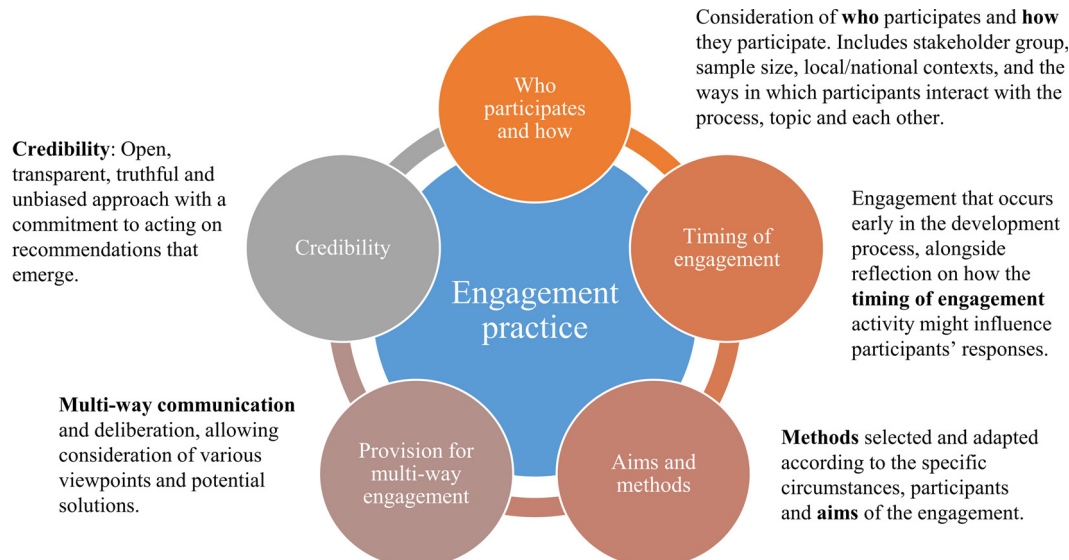 Consideration of who participates and how
they participate. Includes stakeholder group,
sample size, local/national contexts, and the
ways in which participants interact with the
process, topic and each other.
Who
participates
and how
Credibility: Open,
transparent, truthful and
unbiased approach with a
commitment to acting on
recommendations that
emerge.
Credibility
Timing of
engagement
Engagement that occurs
early in the development
process, alongside
reflection on how the
timing of engagement
activity might influence
participants’ responses.
Engagement
practice
Multi-way communication
and deliberation, allowing
consideration of various
viewpoints and potential
solutions.
Provision for
multi-way
engagement
Aims and
methods
Methods selected and adapted
according to the specific
circumstances, participants
and aims of the engagement.